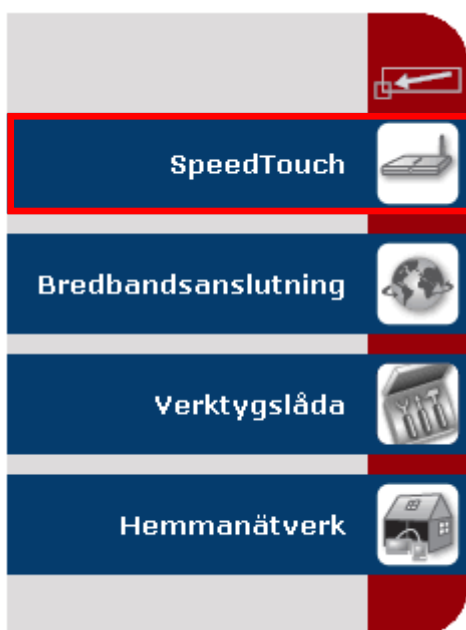 SpeedTouch
Bredbandsanslutning
Verktygslåda
Hemmanätverk